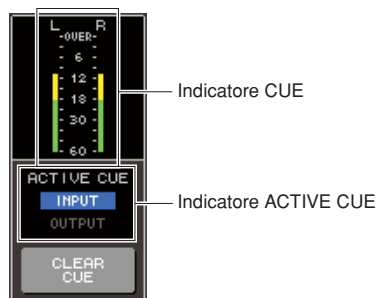 L R
-OVER-
6
12
18
30
60
Indicatore CUE
ACTIVE CUE
INPUT
Indicatore ACTIVE CUE
OUTPUT
CLEAR
CUE